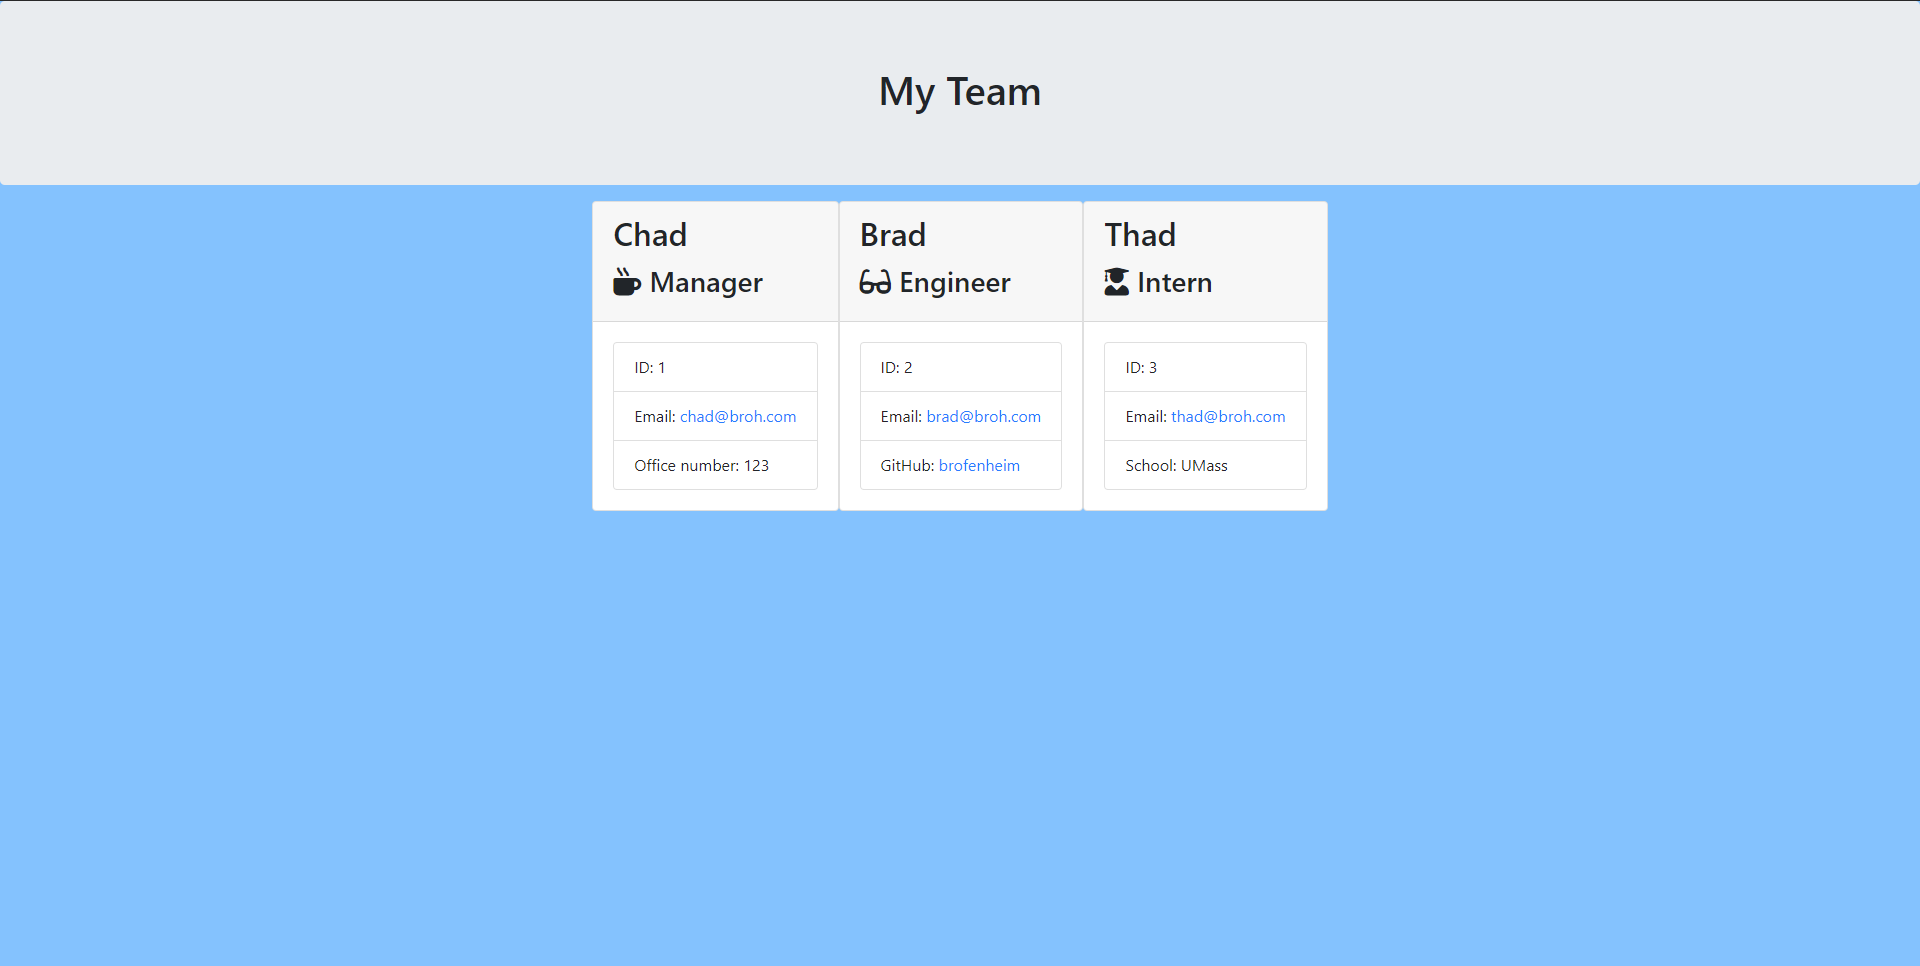 My Team
Chad
Manager
ID: 1
Email: chad@broh.com
Office number: 123
Brad
Engineer
ID: 2
Email: brad@broh.com
GitHub: brofenheim
Thad
Intern
ID: 3
Email: thad@broh.com
School: UMass